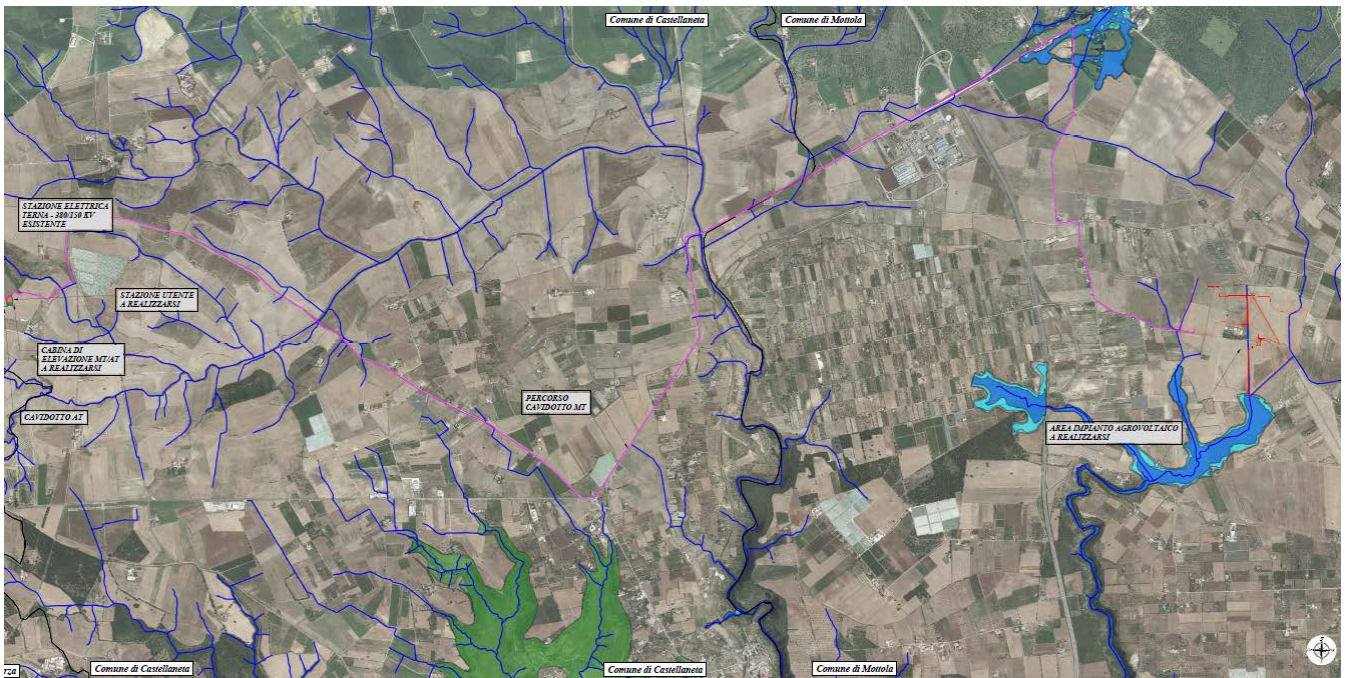 Comune di Castellaneta
Comune di Mottola
STAZIONE ELETTRICA
TERNA - 380/150 KV
ESISTENTE
STAZIONE UTENTE
A REALIZZARSI
CABINA DI
ELEVAZIONE MT/AT
A REALIZZARSI
PERCORSO
CAVIDOTTO MT
CAVIDOTTO AT
AREA IMPIANTO AGROVOLTAICO
A REALIZZARSI
rza
Comune di Castellaneta
Comune di Castellaneta
Comune di Mottola